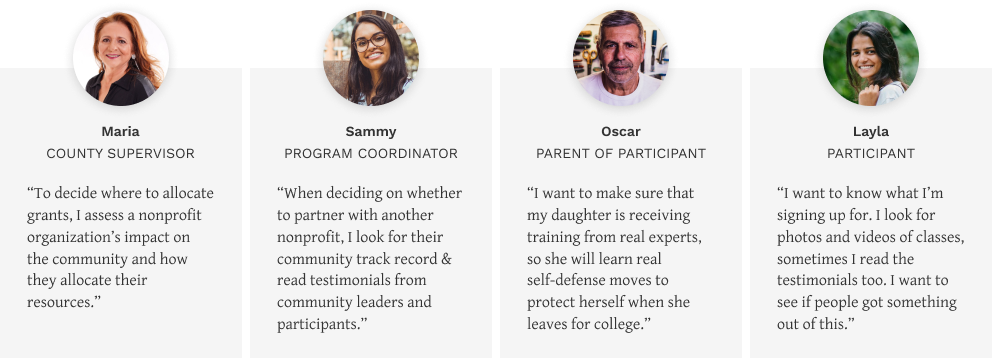 Maria
COUNTY SUPERVISOR
“To decide where to allocate
grants, I assess a nonprofit
organization’s impact on
the community and how
they allocate their
resources.”
Sammy
PROGRAM COORDINATOR
“When deciding on whether
to partner with another
nonprofit, I look for their
community track record &
read testimonials from
community leaders and
participants.”
Oscar
PARENT OF PARTICIPANT
“I want to make sure that
my daughter is receiving
training from real experts,
so she will learn real
self-defense moves to
protect herself when she
leaves for college.”
Layla
PARTICIPANT
“I want to know what I’m
signing up for. I look for
photos and videos of classes,
sometimes I read the
testimonials too. I want to
see if people got something
out of this.”